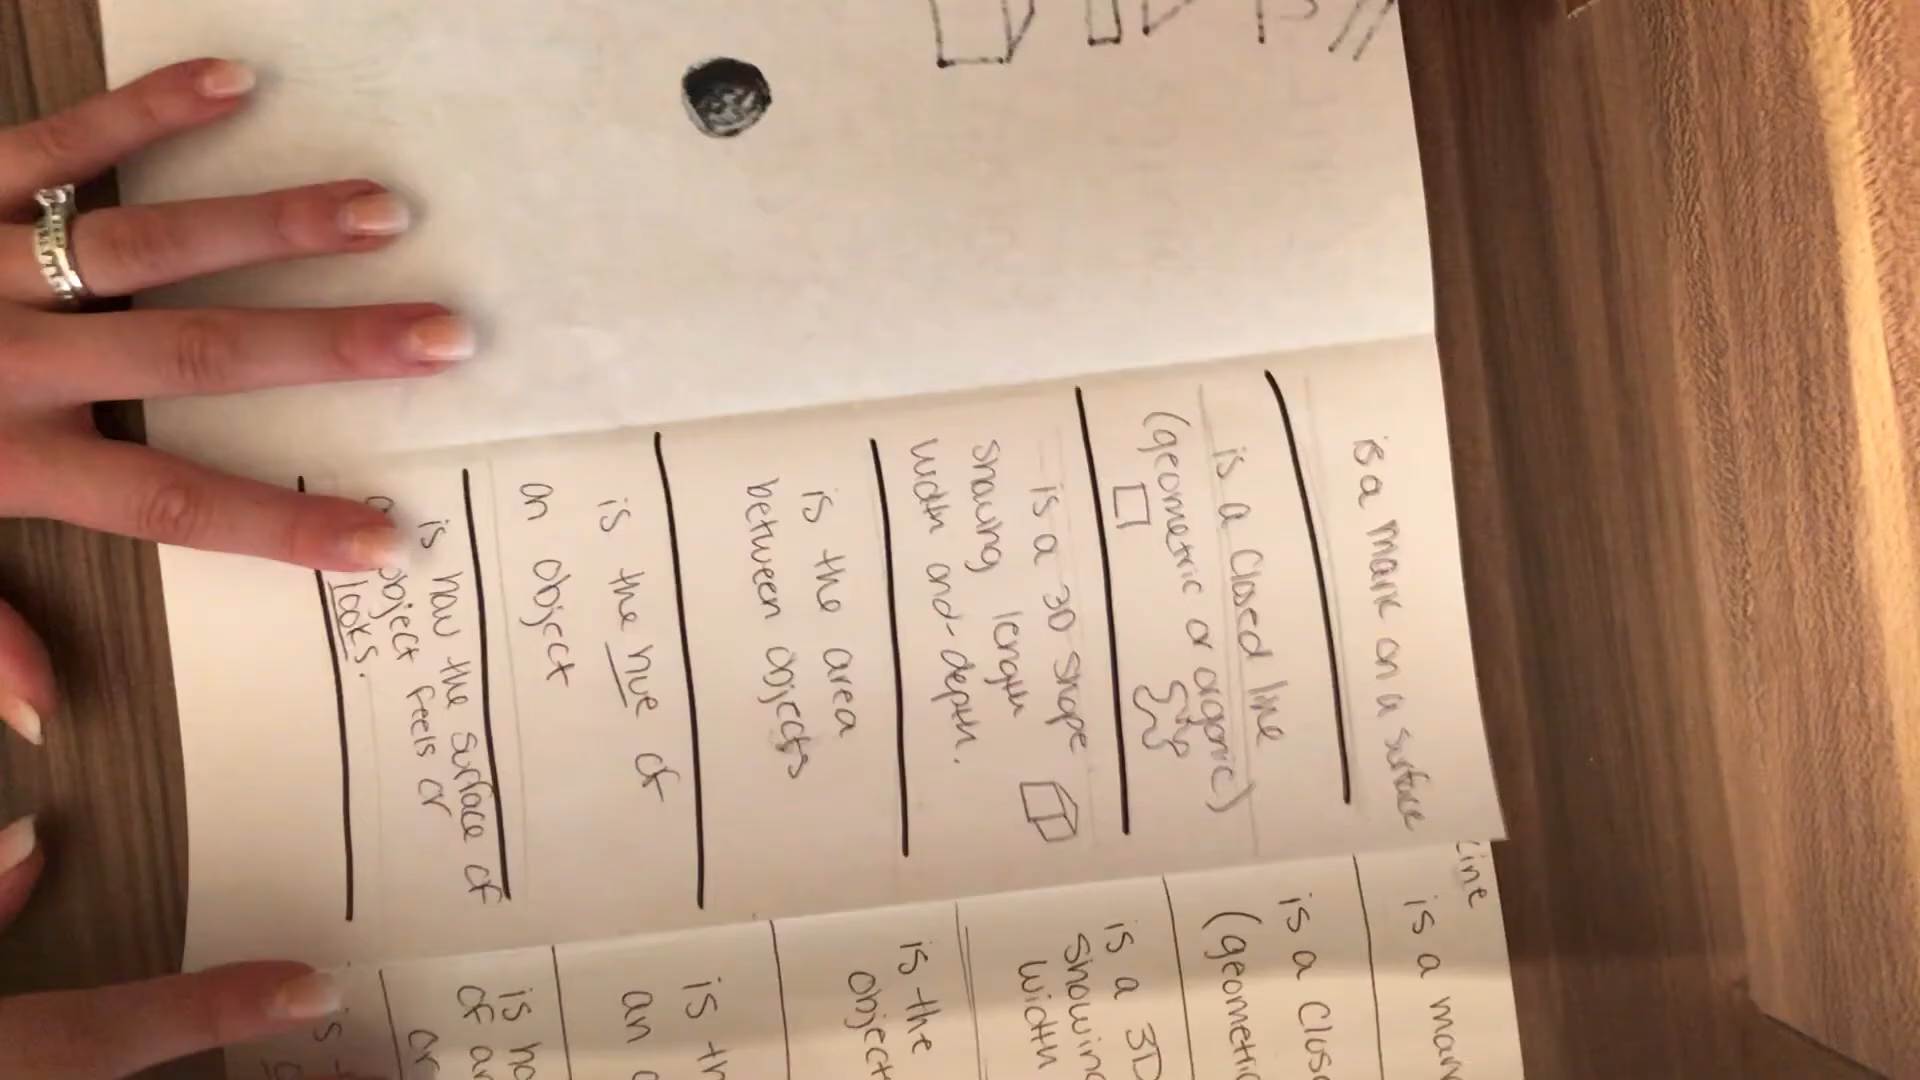 is a mark on a surface
is a closed line
(geometric or organic)
is a 3D shape
showing length
width and depth.
is the area
between objects
is the hue of
an object
is how the surface of
object feels or
looks.
Line
is a mark
is a clos
(geometric
is a 3D
showing
width
is the
object
is th
an o
is ho
of an
or
is